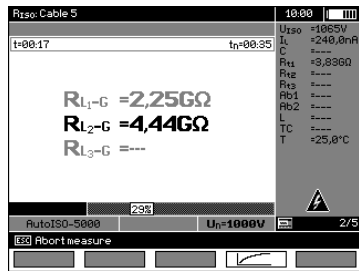 RISO: Cable 5
10:00
t=00:17
tn=00:35
RL1-G =2,25GΩ
RL2-G =4,44GΩ
RL3-G =---
29%
AutoISO-5000
Un=1000V
ESC Abort measure
UISO =1065V
IL =240,0nA
C =---
Rt1 =3,83GΩ
Rt2 =---
Rt3 =---
Ab1 =---
Ab2 =---
L =---
TC =---
T =25,0°C
2/5